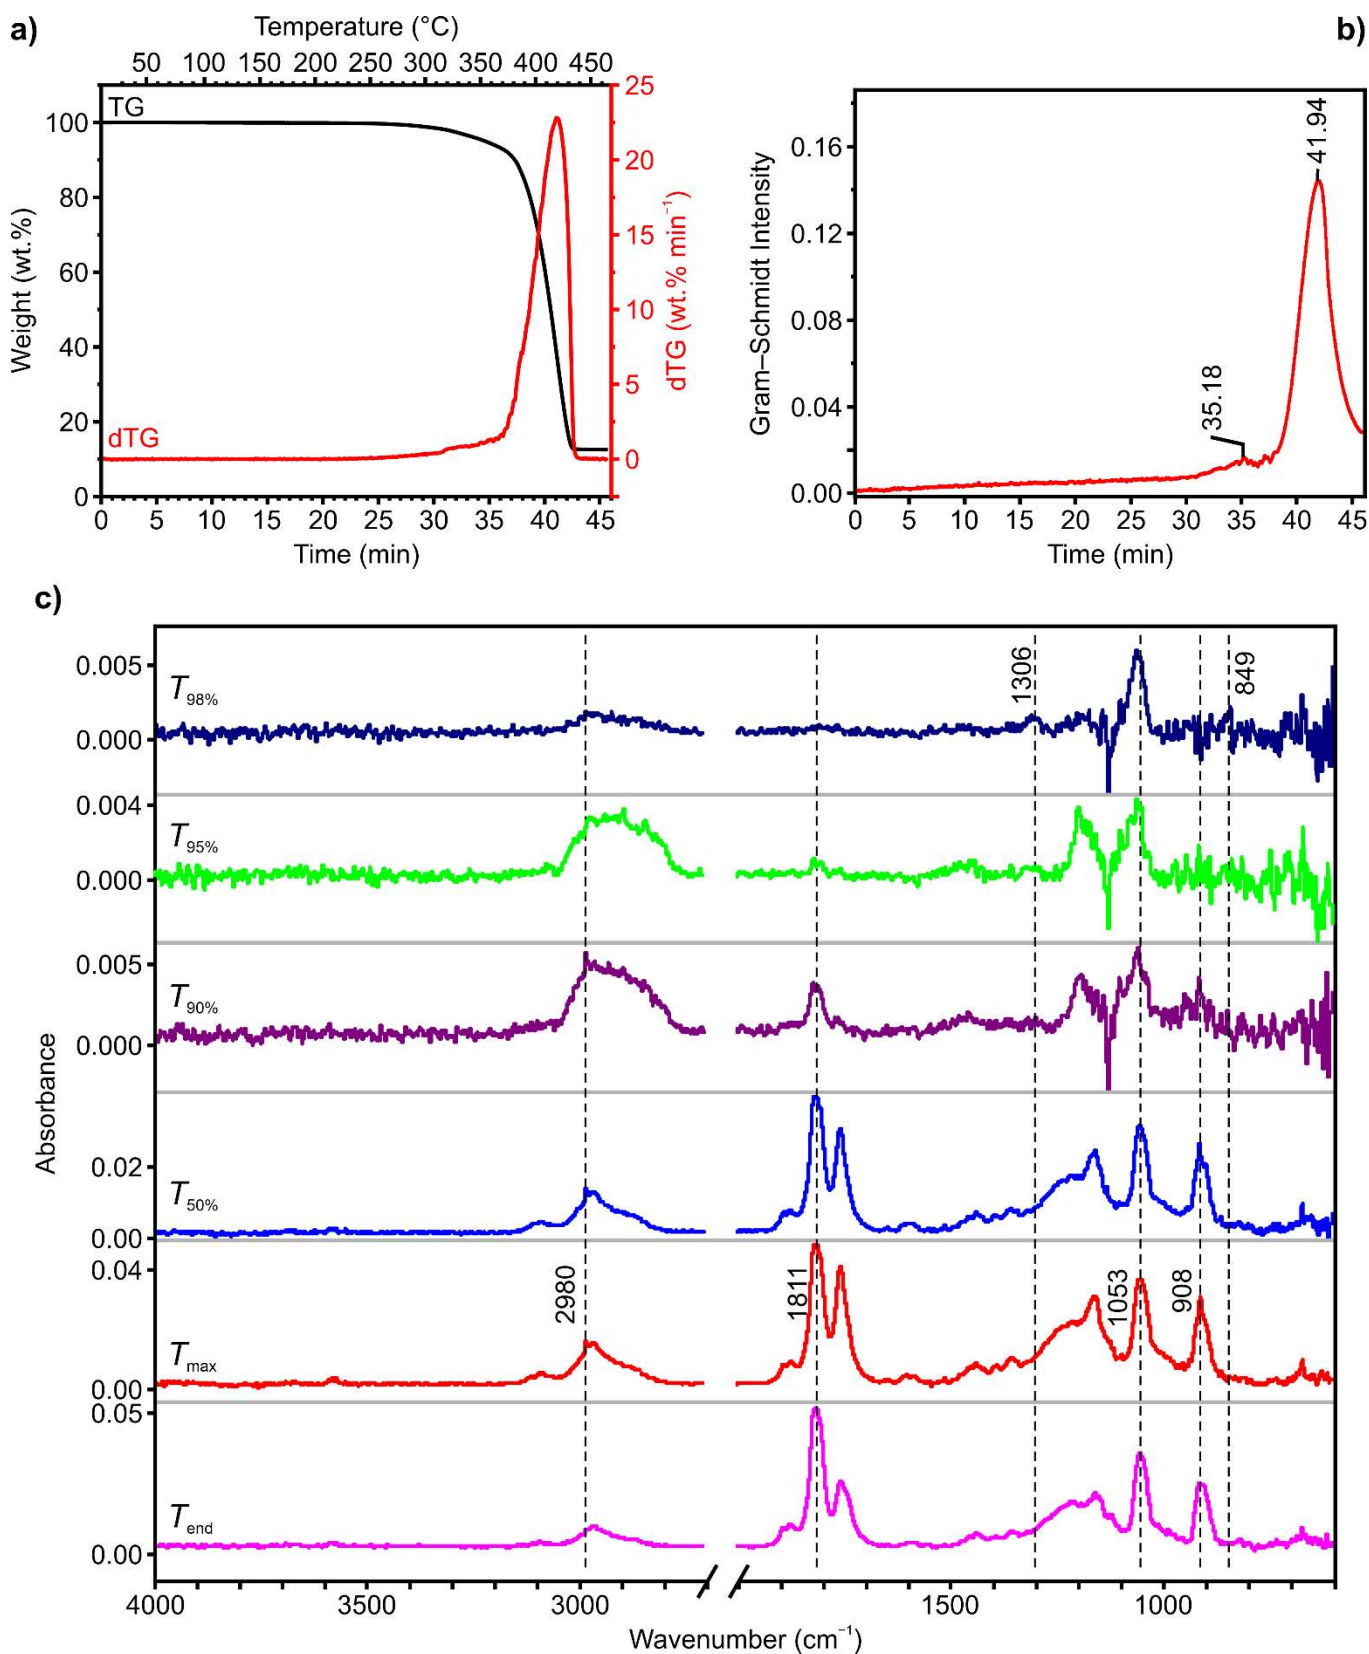 a)
Temperature (°C)
50 100 150 200 250 300 350 400 450
TG
dTG
Weight (wt.%)
100
80
60
40
20
0
25
20
15
10
5
0
dTG (wt.% min⁻¹)
0 5 10 15 20 25 30 35 40 45
Time (min)
b)
Gram–Schmidt Intensity
0.16
0.12
0.08
0.04
0.00
35.18
41.94
0 5 10 15 20 25 30 35 40 45
Time (min)
c)
Absorbance
0.005
0.000
T98%
1306
849
0.004
0.000
T95%
0.005
0.000
T90%
0.02
0.00
T50%
0.04
0.00
Tmax
2980
1811
1053
908
0.05
0.00
Tend
4000 3500 3000 1500 1000
Wavenumber (cm⁻¹)